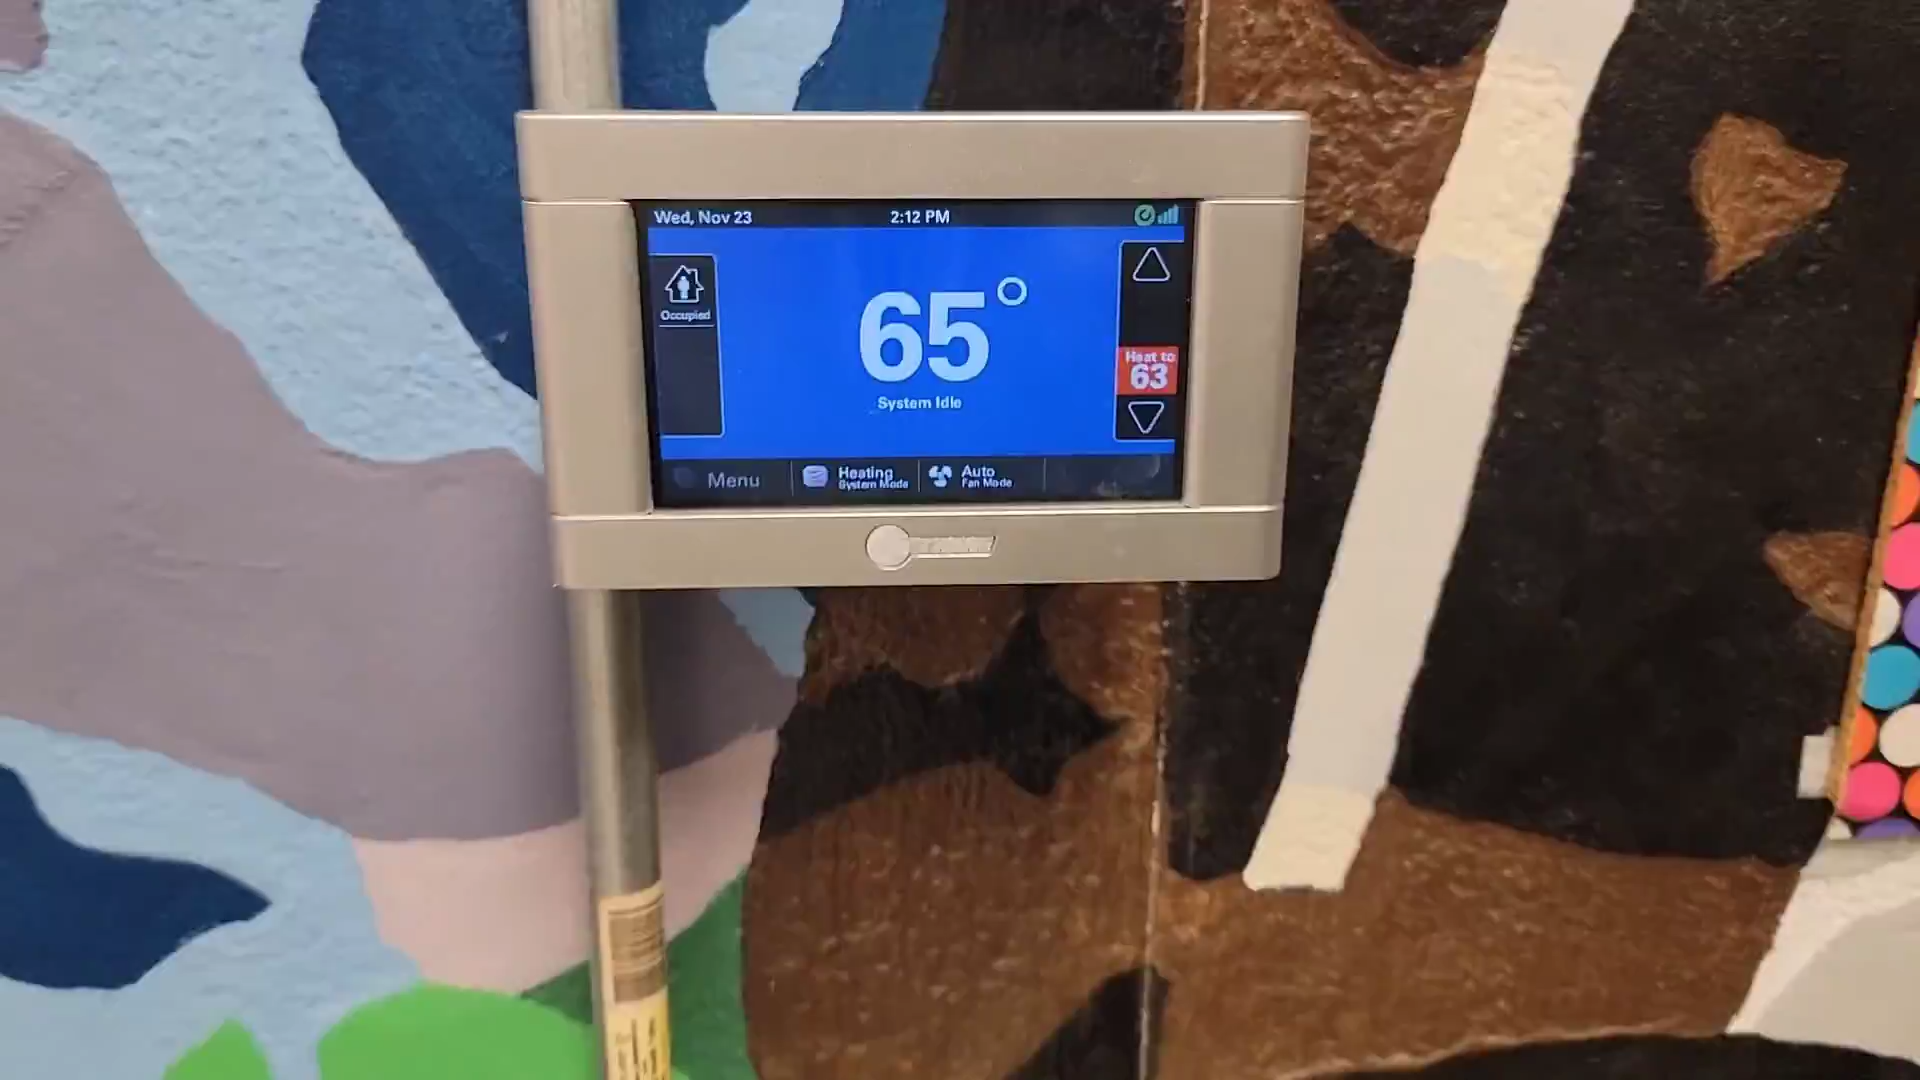 Wed, Nov 23
2:12 PM
Occupied
65°
System Idle
Heat to
63
Menu
Heating
System Mode
Auto
Fan Mode
TRANE